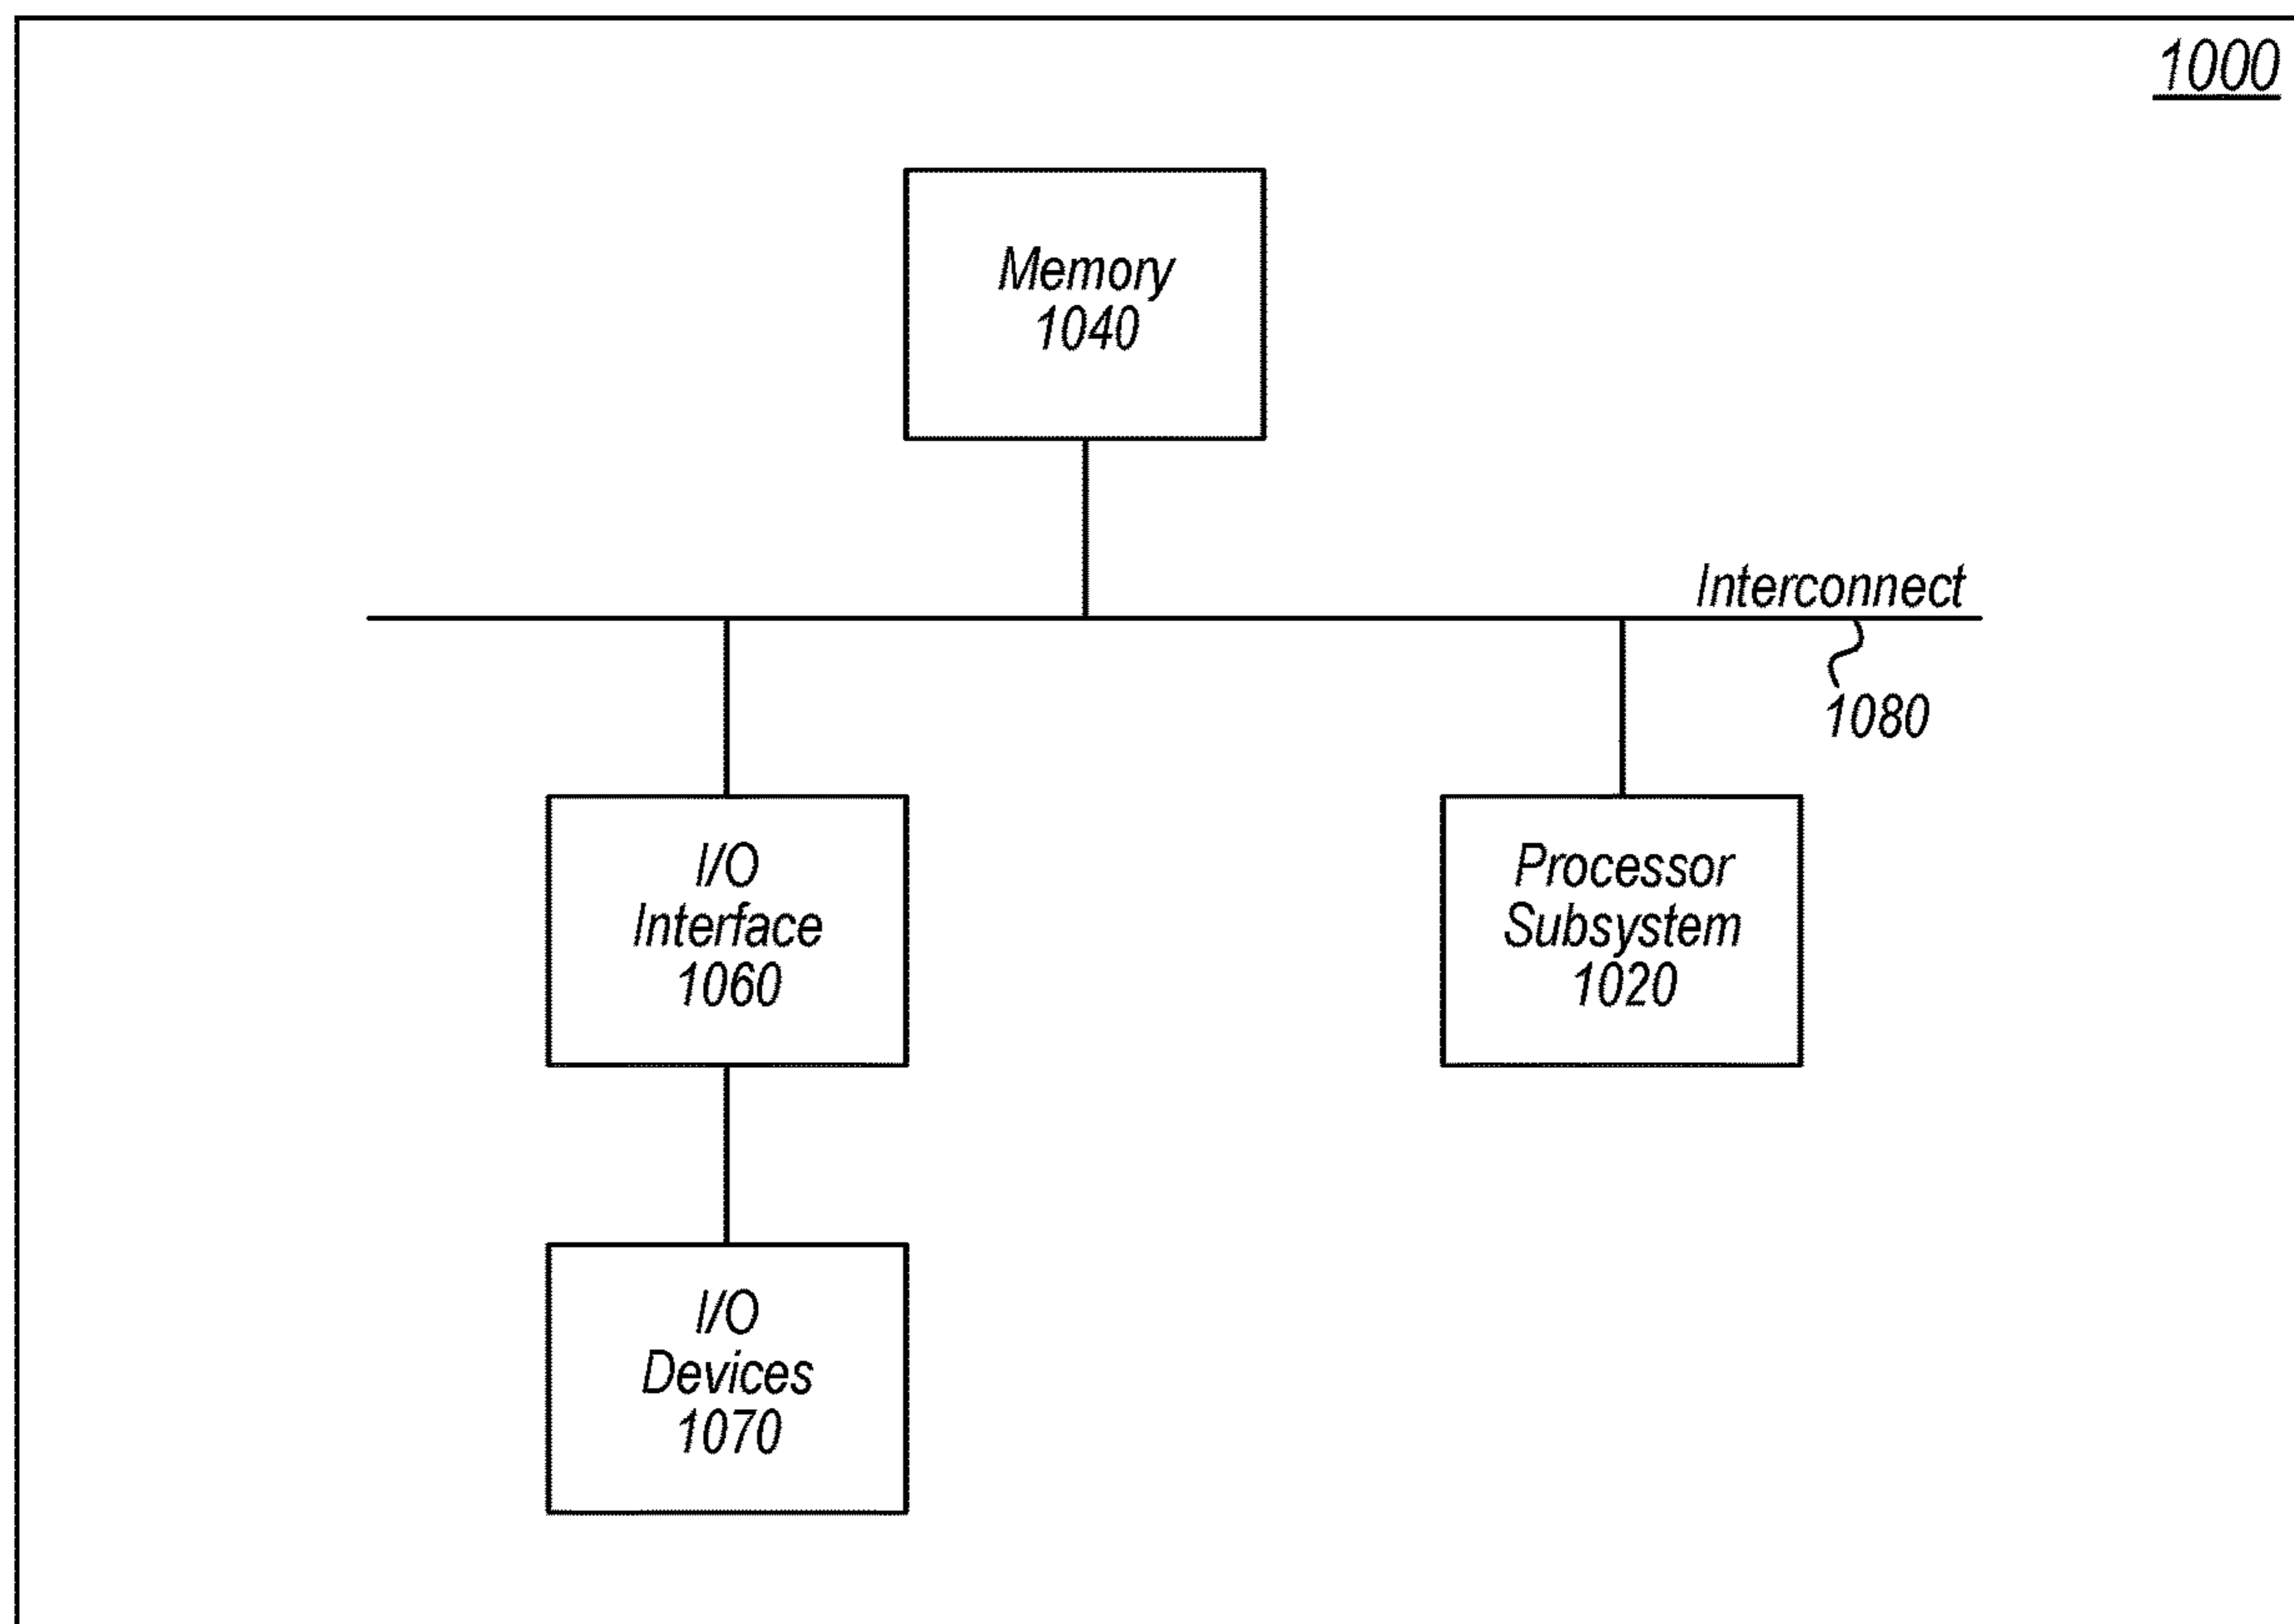 1000
Memory
1040
Interconnect
1080
I/O
Interface
1060
Processor
Subsystem
1020
I/O
Devices
1070